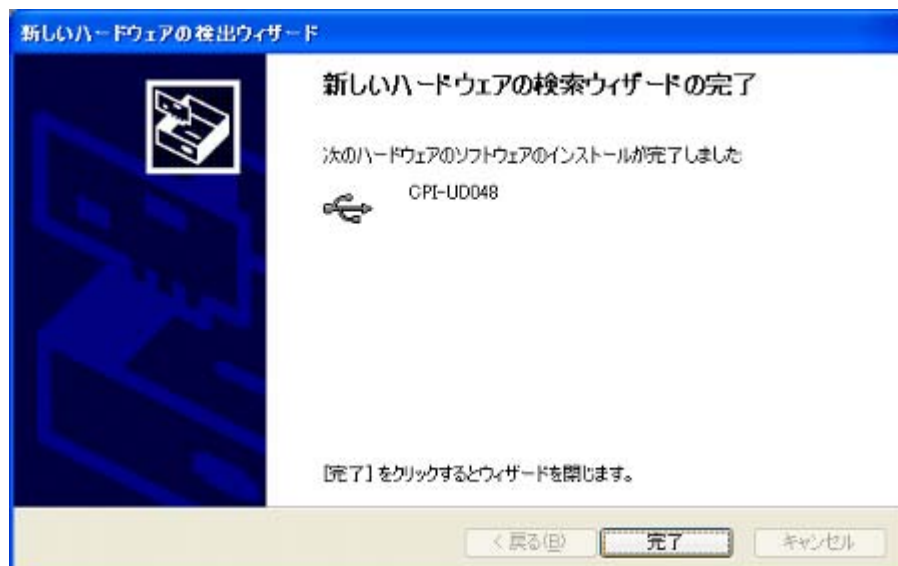 新しいハードウェアの検出ウィザード
新しいハードウェアの検索ウィザードの完了
次のハードウェアのソフトウェアのインストールが完了しました
CPI-UD048
[完了] をクリックするとウィザードを閉じます。
< 戻る(B)
完了
キャンセル